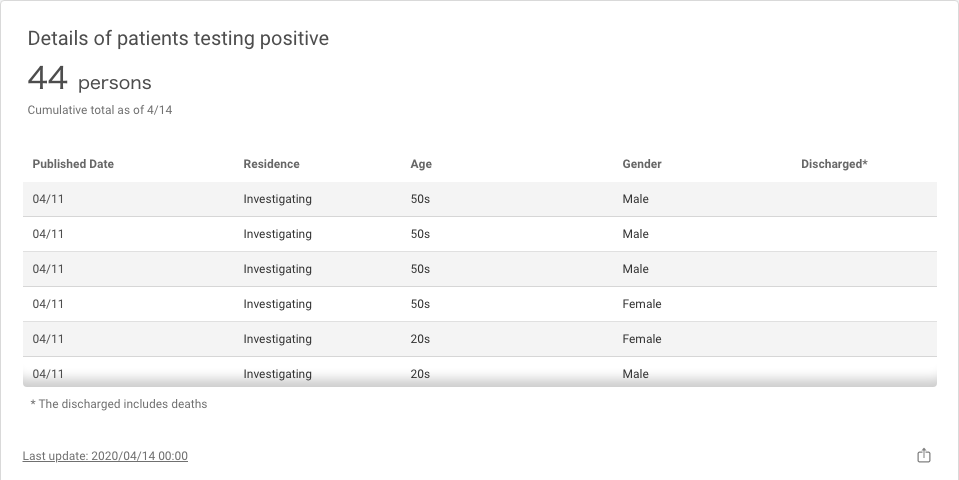 Details of patients testing positive
44 persons
Cumulative total as of 4/14
Published Date Residence Age Gender Discharged*
04/11 Investigating 50s Male
04/11 Investigating 50s Male
04/11 Investigating 50s Male
04/11 Investigating 50s Female
04/11 Investigating 20s Female
04/11 Investigating 20s Male
* The discharged includes deaths
Last update: 2020/04/14 00:00